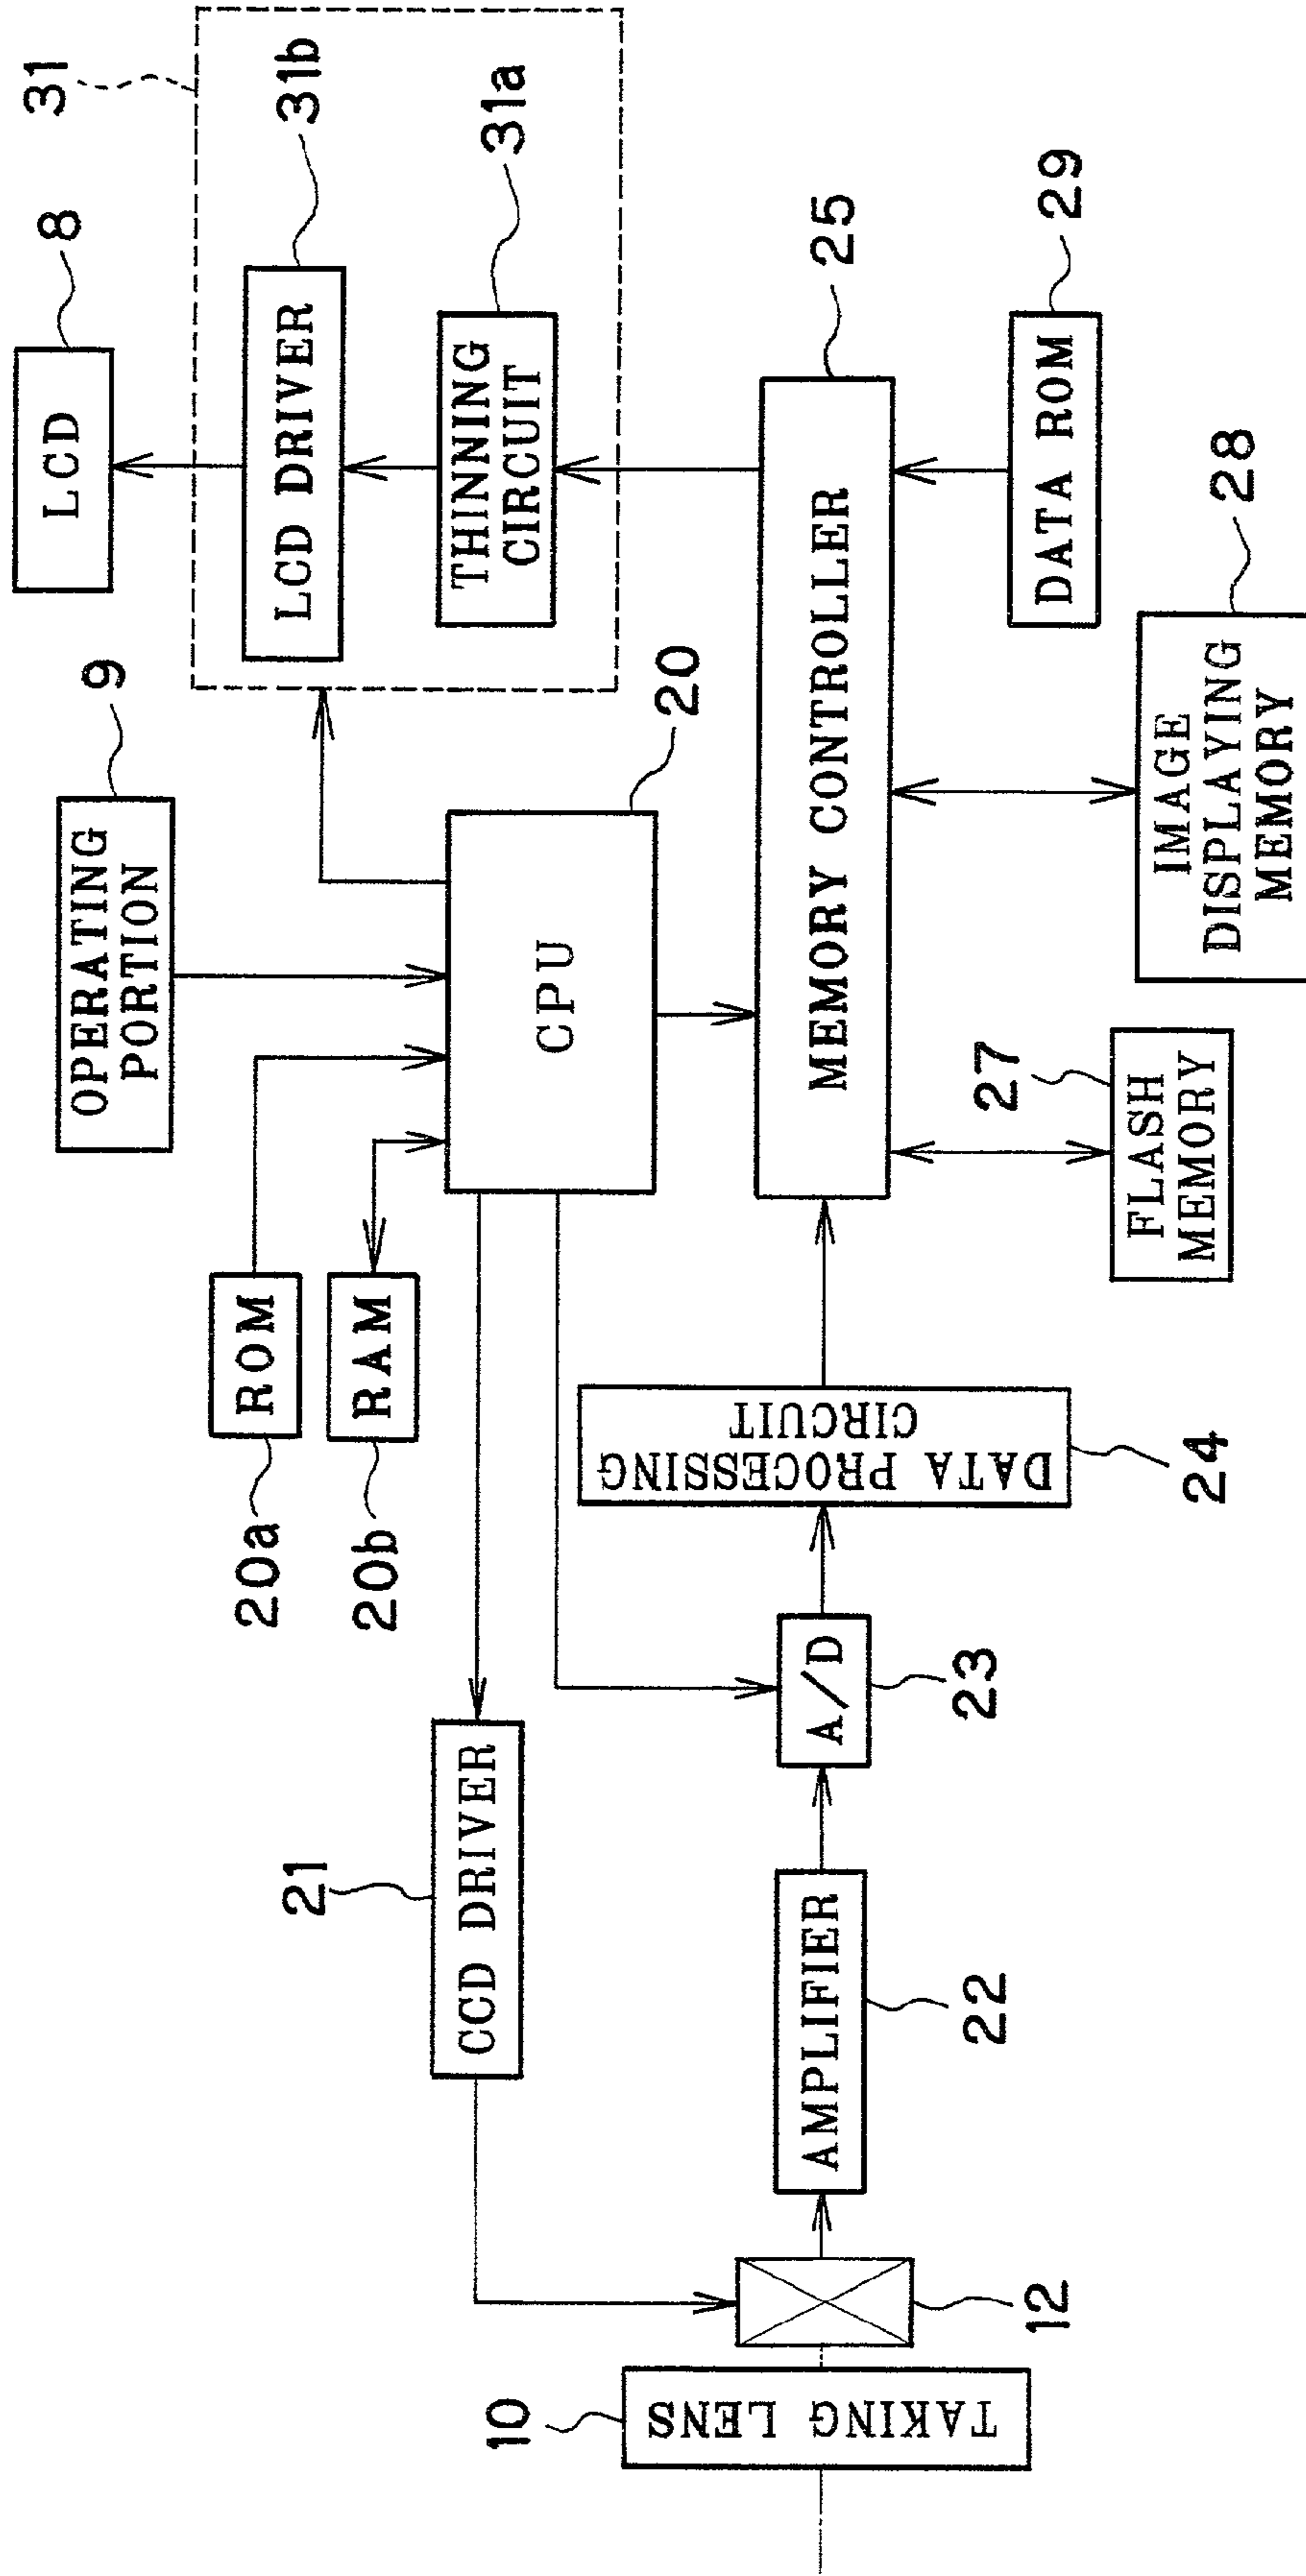 31
8
LCD
31b
LCD DRIVER
31a
THINNING
CIRCUIT
9
OPERATING
PORTION
20a
ROM
20b
RAM
20
CPU
21
CCD DRIVER
25
MEMORY CONTROLLER
10
TAKING LENS
12
22
AMPLIFIER
23
A/D
24
DATA PROCESSING
CIRCUIT
27
FLASH
MEMORY
28
IMAGE
DISPLAYING
MEMORY
29
DATA ROM